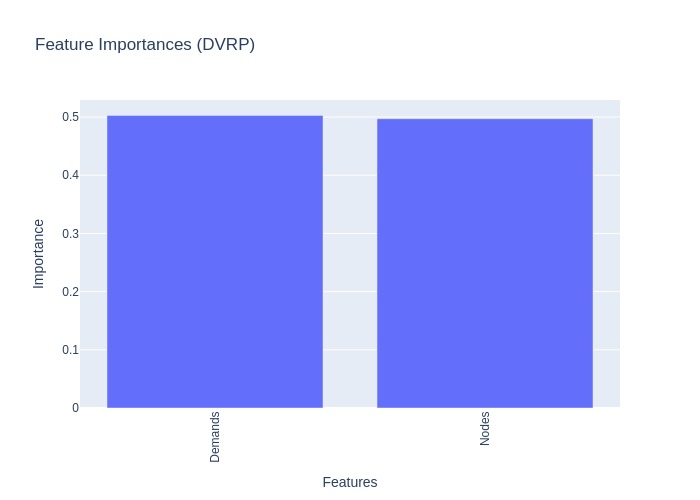 Feature Importances (DVRP)
0.5
0.4
0.3
0.2
0.1
0
Importance
Demands
Nodes
Features